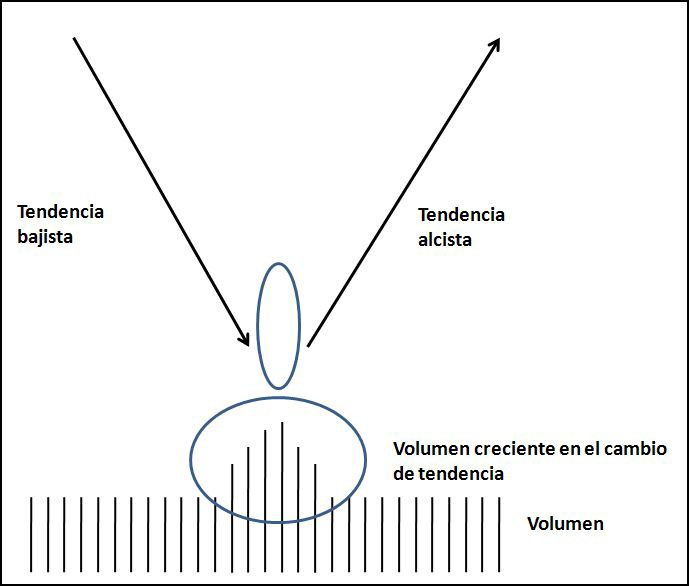 Tendencia
bajista
Tendencia
alcista
Volumen creciente en el cambio
de tendencia
Volumen